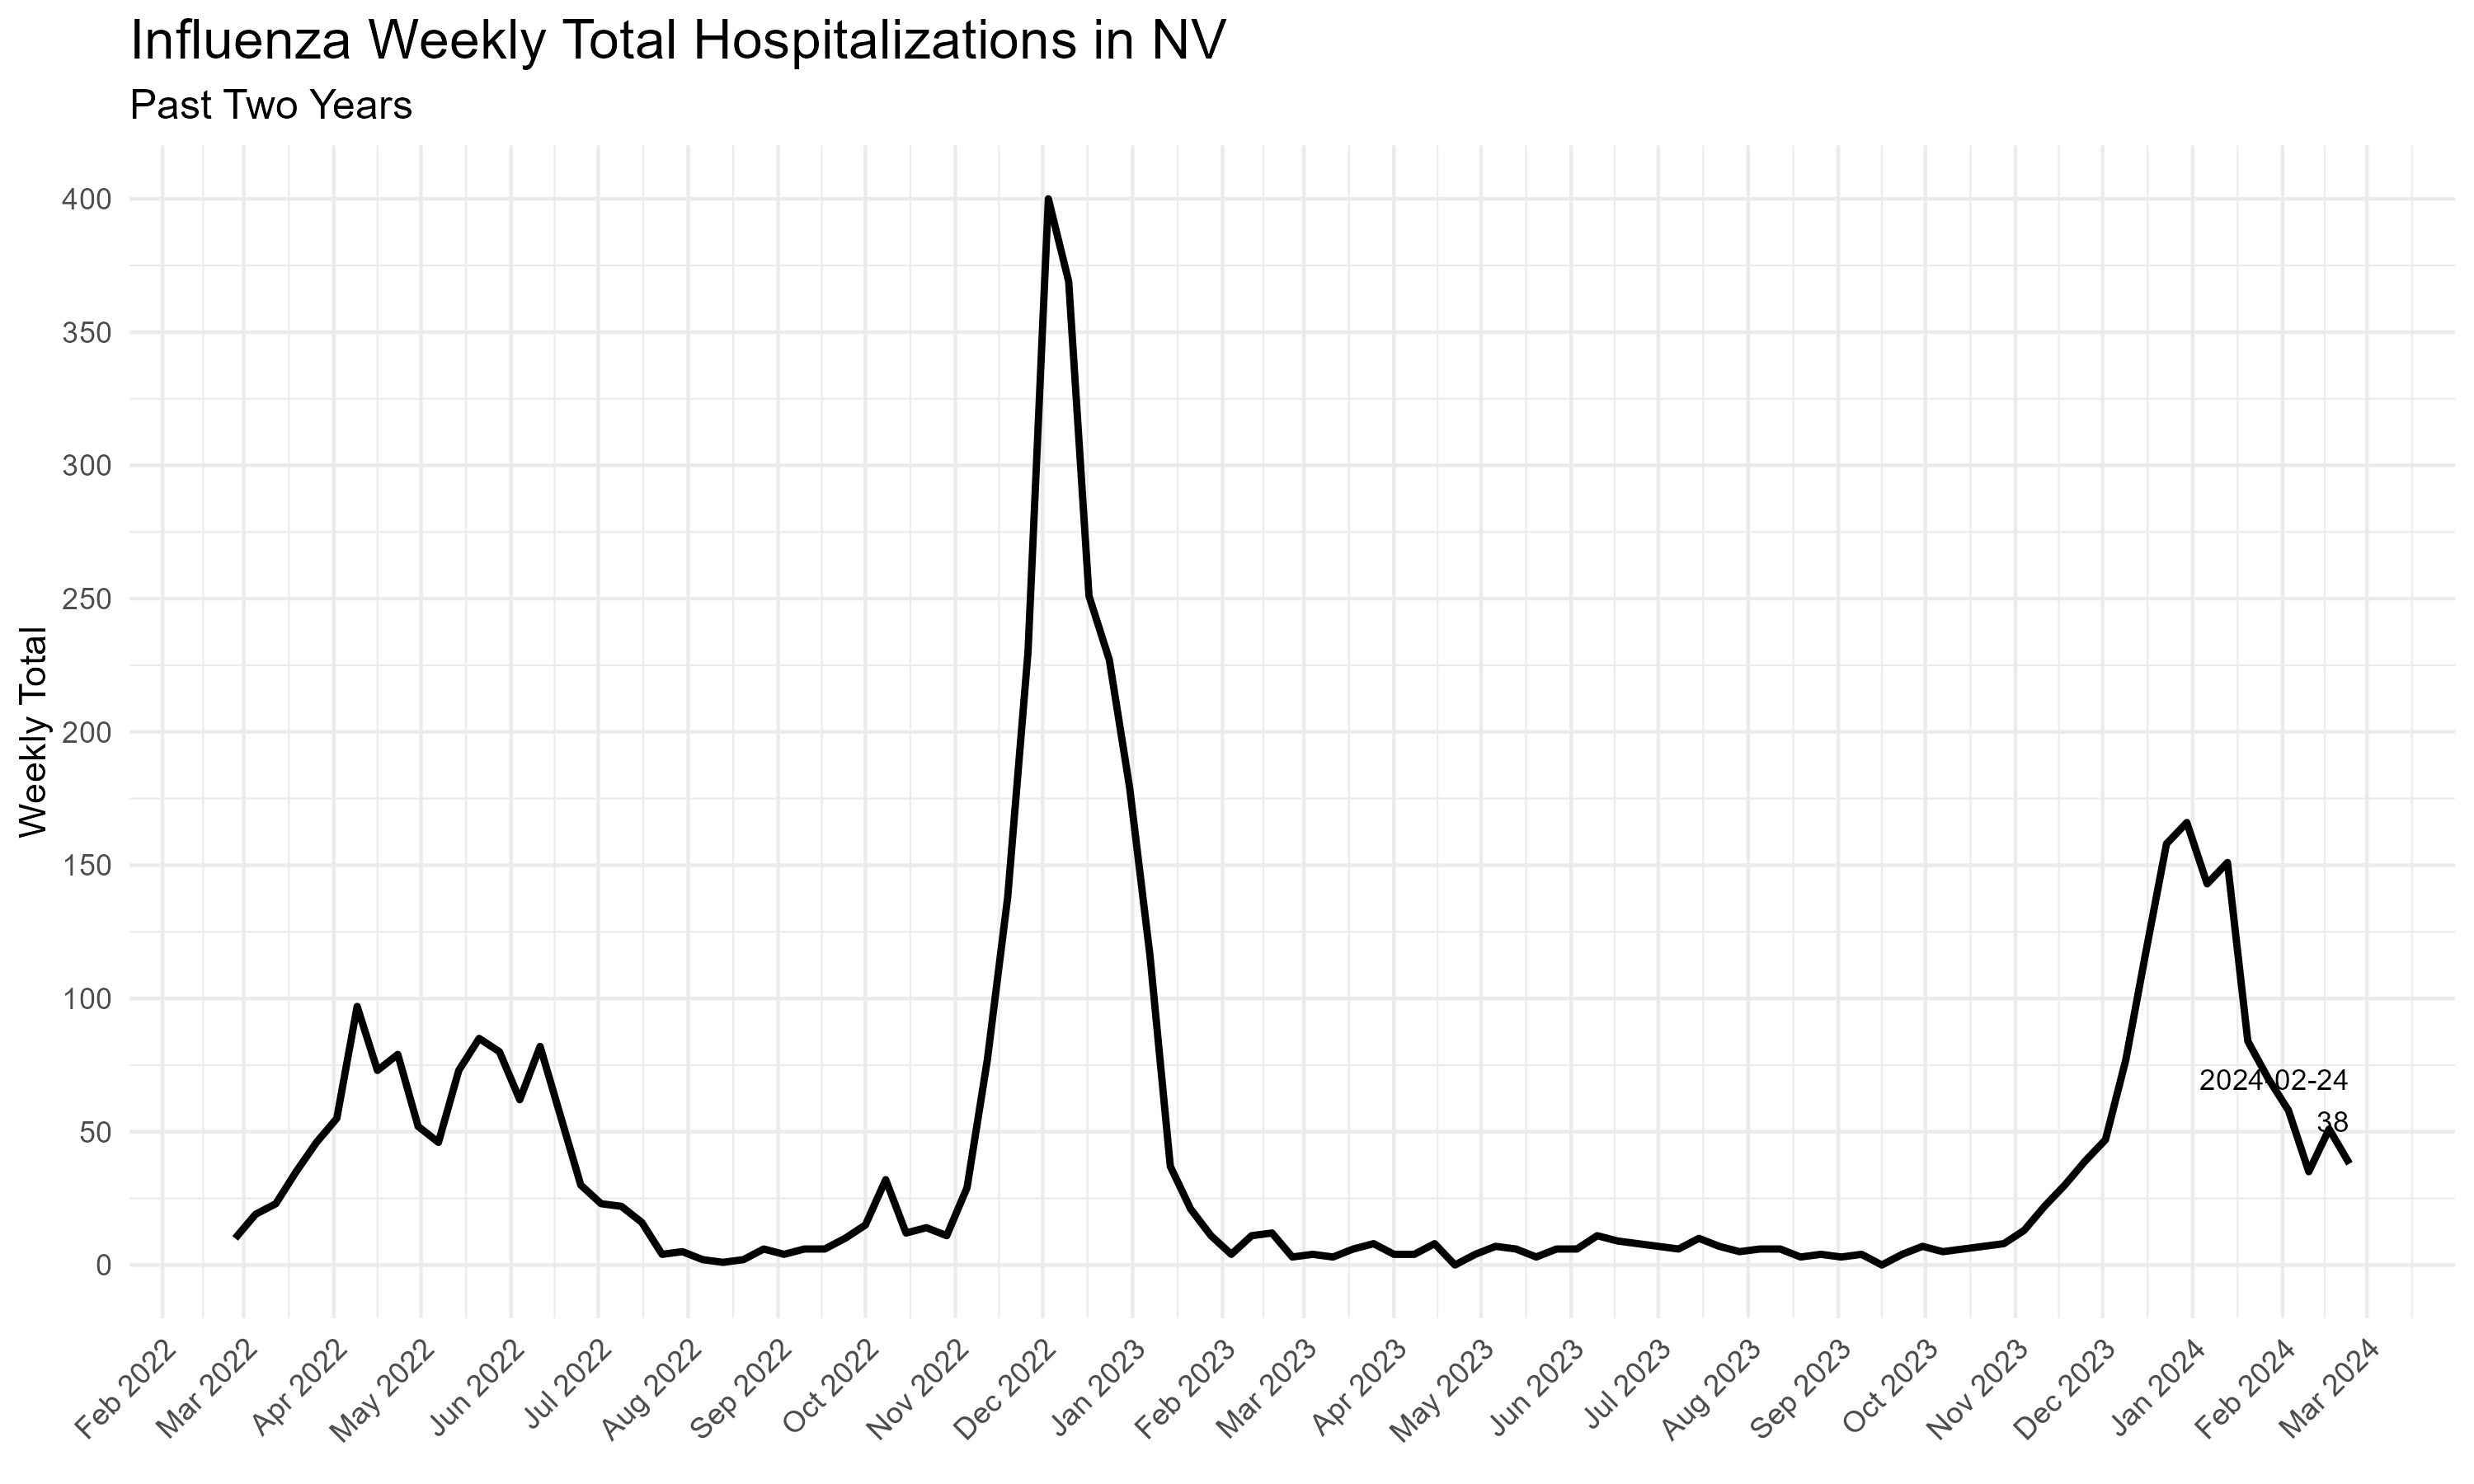 Influenza Weekly Total Hospitalizations in NV
Past Two Years
Weekly Total
400
350
300
250
200
150
100
50
0
2024-02-24
38
Feb 2022
Mar 2022
Apr 2022
May 2022
Jun 2022
Jul 2022
Aug 2022
Sep 2022
Oct 2022
Nov 2022
Dec 2022
Jan 2023
Feb 2023
Mar 2023
Apr 2023
May 2023
Jun 2023
Jul 2023
Aug 2023
Sep 2023
Oct 2023
Nov 2023
Dec 2023
Jan 2024
Feb 2024
Mar 2024